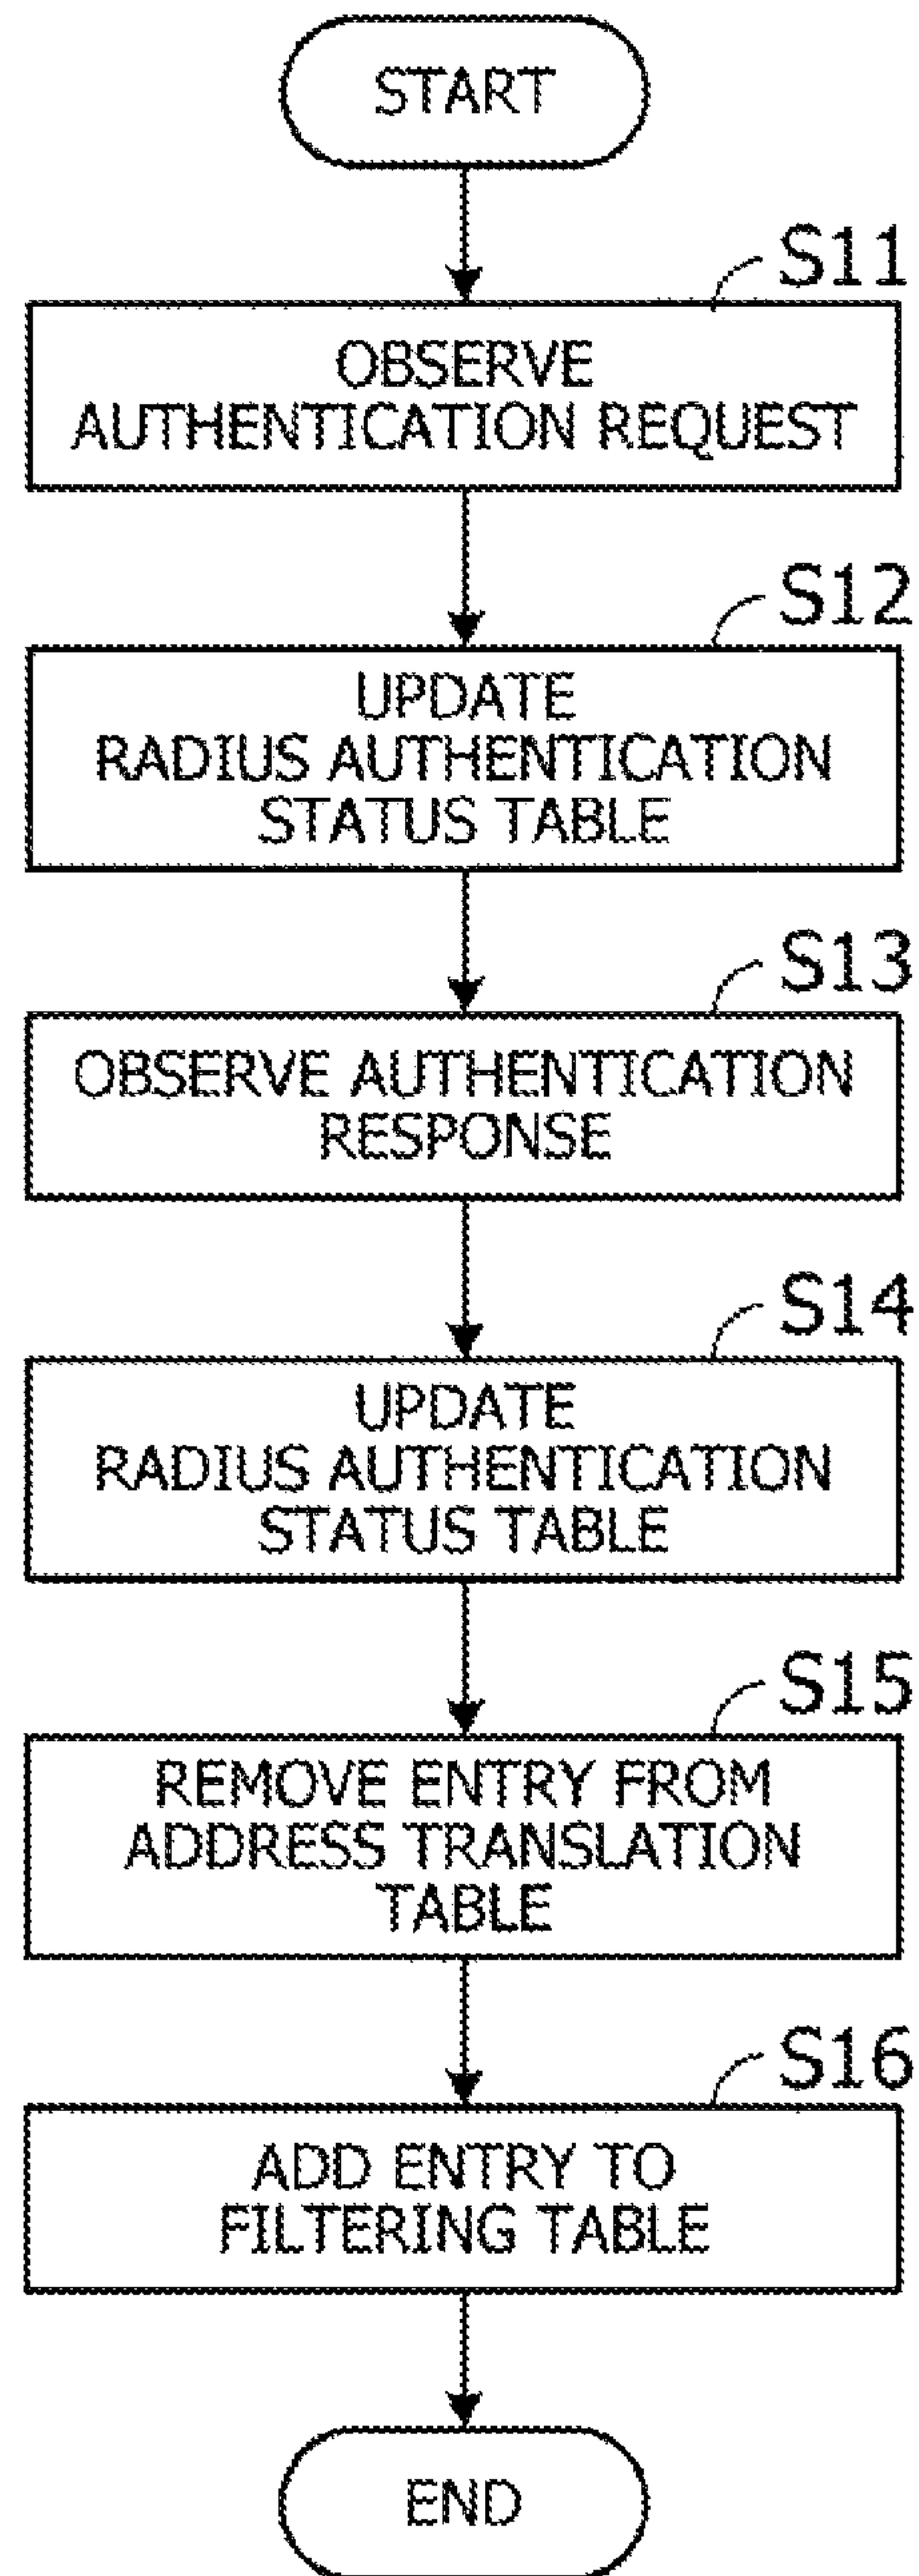 START
S11
OBSERVE
AUTHENTICATION REQUEST
S12
UPDATE
RADIUS AUTHENTICATION
STATUS TABLE
S13
OBSERVE AUTHENTICATION
RESPONSE
S14
UPDATE
RADIUS AUTHENTICATION
STATUS TABLE
S15
REMOVE ENTRY FROM
ADDRESS TRANSLATION
TABLE
S16
ADD ENTRY TO
FILTERING TABLE
END